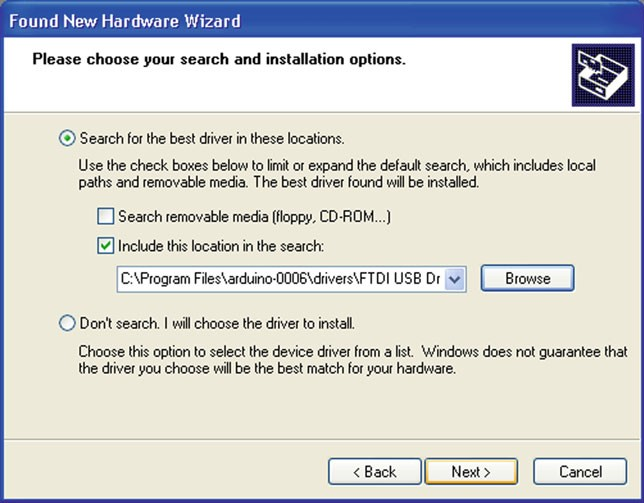 Found New Hardware Wizard
Please choose your search and installation options.
Search for the best driver in these locations.
Use the check boxes below to limit or expand the default search, which includes local
paths and removable media. The best driver found will be installed.
Search removable media (floppy, CD-ROM...)
Include this location in the search:
C:\Program Files\arduino-0006\drivers\FTDI USB Dr
Browse
Don't search. I will choose the driver to install.
Choose this option to select the device driver from a list. Windows does not guarantee that
the driver you choose will be the best match for your hardware.
< Back
Next >
Cancel